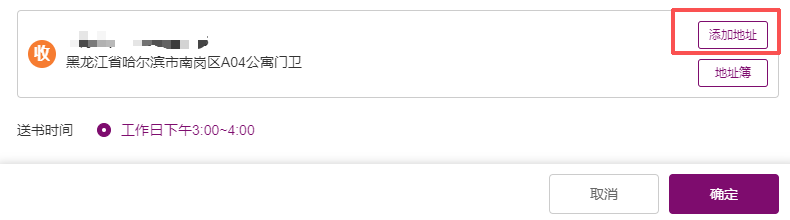 添加地址
收
黑龙江省哈尔滨市南岗区A04公寓门卫
地址簿
送书时间 工作日下午3:00~4:00
取消 确定